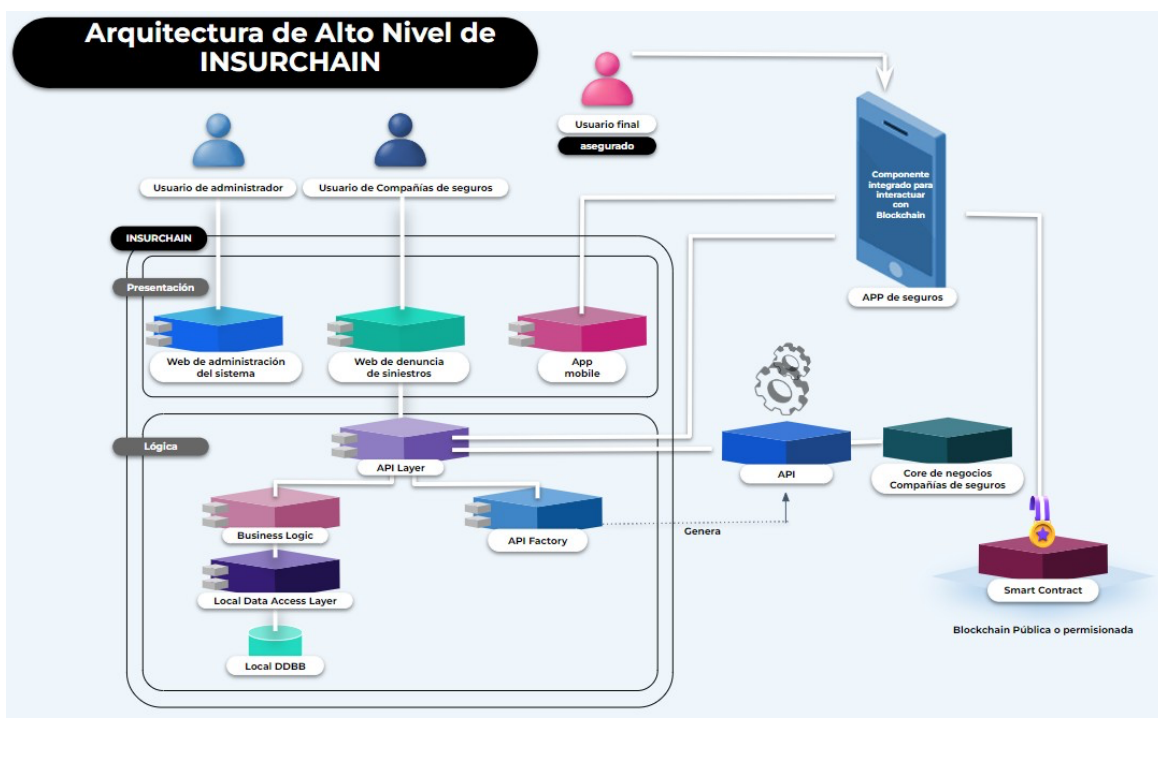 Arquitectura de Alto Nivel de
INSURCHAIN
Usuario final
asegurado
Usuario de administrador
Usuario de Compañías de seguros
Componente
integrado para
interactuar
con
Blockchain
APP de seguros
INSURCHAIN
Presentación
Web de administración
del sistema
Web de denuncia
de siniestros
App
mobile
Lógica
API Layer
API
Core de negocios
Compañías de seguros
Business Logic
API Factory
Genera
Local Data Access Layer
Smart Contract
Blockchain Pública o permisionada
Local DDBB